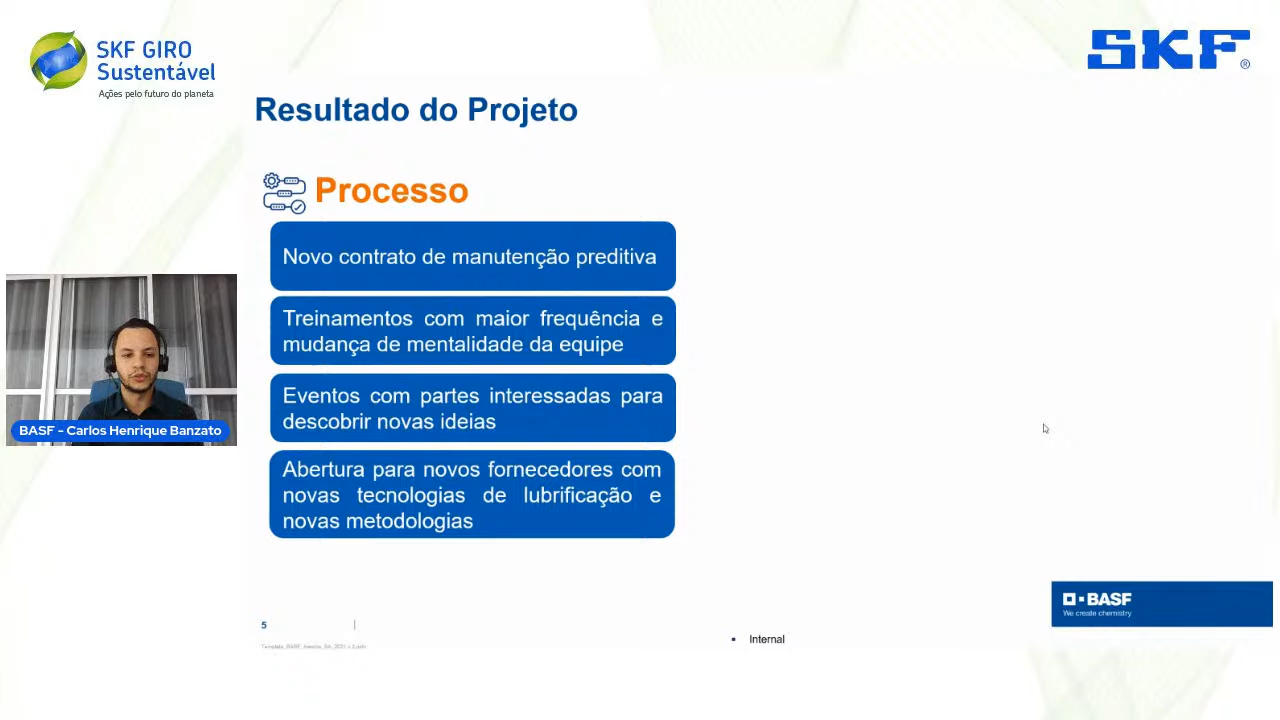 SKF GIRO
Sustentável
Ações pelo futuro do planeta
SKF
®
Resultado do Projeto
Processo
Novo contrato de manutenção preditiva
Treinamentos com maior frequência e
mudança de mentalidade da equipe
Eventos com partes interessadas para
descobrir novas ideias
Abertura para novos fornecedores com
novas tecnologias de lubrificação e
novas metodologias
BASF - Carlos Henrique Banzato
BASF
We create chemistry
5
Internal